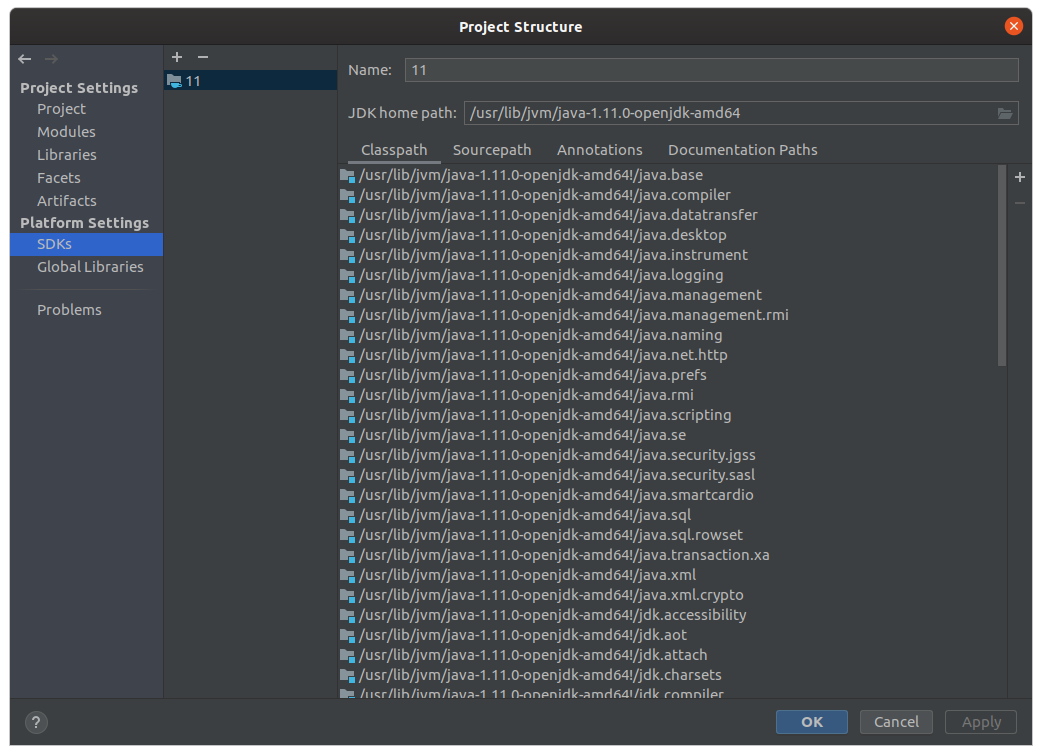 Project Structure
Project Settings
Project
Modules
Libraries
Facets
Artifacts
Platform Settings
SDKs
Global Libraries
Problems
11
Name: 11
JDK home path: /usr/lib/jvm/java-1.11.0-openjdk-amd64
Classpath Sourcepath Annotations Documentation Paths
/usr/lib/jvm/java-1.11.0-openjdk-amd64!/java.base
/usr/lib/jvm/java-1.11.0-openjdk-amd64!/java.compiler
/usr/lib/jvm/java-1.11.0-openjdk-amd64!/java.datatransfer
/usr/lib/jvm/java-1.11.0-openjdk-amd64!/java.desktop
/usr/lib/jvm/java-1.11.0-openjdk-amd64!/java.instrument
/usr/lib/jvm/java-1.11.0-openjdk-amd64!/java.logging
/usr/lib/jvm/java-1.11.0-openjdk-amd64!/java.management
/usr/lib/jvm/java-1.11.0-openjdk-amd64!/java.management.rmi
/usr/lib/jvm/java-1.11.0-openjdk-amd64!/java.naming
/usr/lib/jvm/java-1.11.0-openjdk-amd64!/java.net.http
/usr/lib/jvm/java-1.11.0-openjdk-amd64!/java.prefs
/usr/lib/jvm/java-1.11.0-openjdk-amd64!/java.rmi
/usr/lib/jvm/java-1.11.0-openjdk-amd64!/java.scripting
/usr/lib/jvm/java-1.11.0-openjdk-amd64!/java.se
/usr/lib/jvm/java-1.11.0-openjdk-amd64!/java.security.jgss
/usr/lib/jvm/java-1.11.0-openjdk-amd64!/java.security.sasl
/usr/lib/jvm/java-1.11.0-openjdk-amd64!/java.smartcardio
/usr/lib/jvm/java-1.11.0-openjdk-amd64!/java.sql
/usr/lib/jvm/java-1.11.0-openjdk-amd64!/java.sql.rowset
/usr/lib/jvm/java-1.11.0-openjdk-amd64!/java.transaction.xa
/usr/lib/jvm/java-1.11.0-openjdk-amd64!/java.xml
/usr/lib/jvm/java-1.11.0-openjdk-amd64!/java.xml.crypto
/usr/lib/jvm/java-1.11.0-openjdk-amd64!/jdk.accessibility
/usr/lib/jvm/java-1.11.0-openjdk-amd64!/jdk.aot
/usr/lib/jvm/java-1.11.0-openjdk-amd64!/jdk.attach
/usr/lib/jvm/java-1.11.0-openjdk-amd64!/jdk.charsets
/usr/lib/jvm/java-1.11.0-openjdk-amd64!/jdk.compiler
? OK Cancel Apply